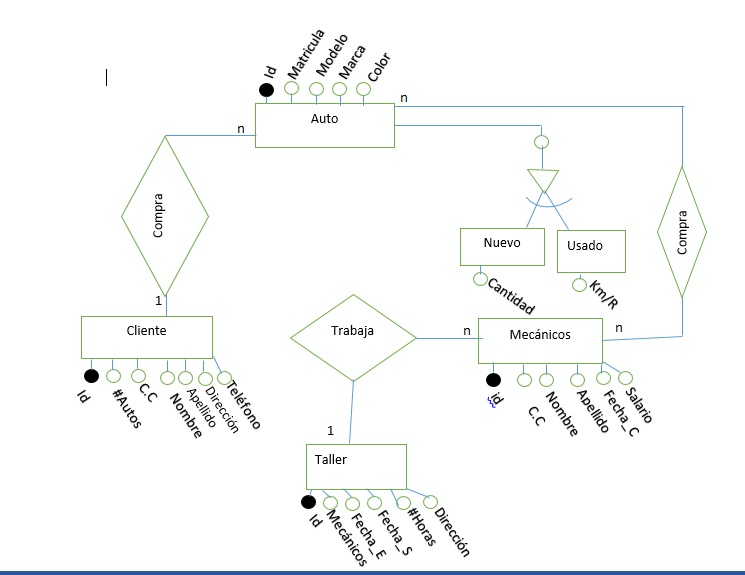 Id
Matricula
Modelo
Marca
Color
Auto
n
n
Compra
1
Cliente
Id
#Autos
C.C
Nombre
Apellido
Dirección
Teléfono
Nuevo
Usado
Cantidad
Km/R
Compra
n
Trabaja
n
Mecánicos
id
C.C
Nombre
Apellido
Fecha_C
Salario
1
Taller
Id
Mecánicos
Fecha_E
Fecha_S
#Horas
Dirección